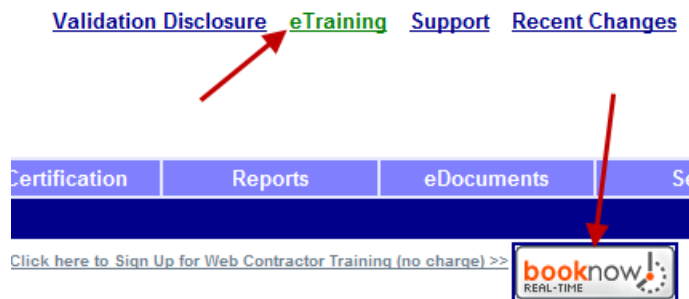 Validation Disclosure eTraining Support Recent Changes
Certification Reports eDocuments Se
Click here to Sign Up for Web Contractor Training (no charge) >> booknow!
REAL-TIME